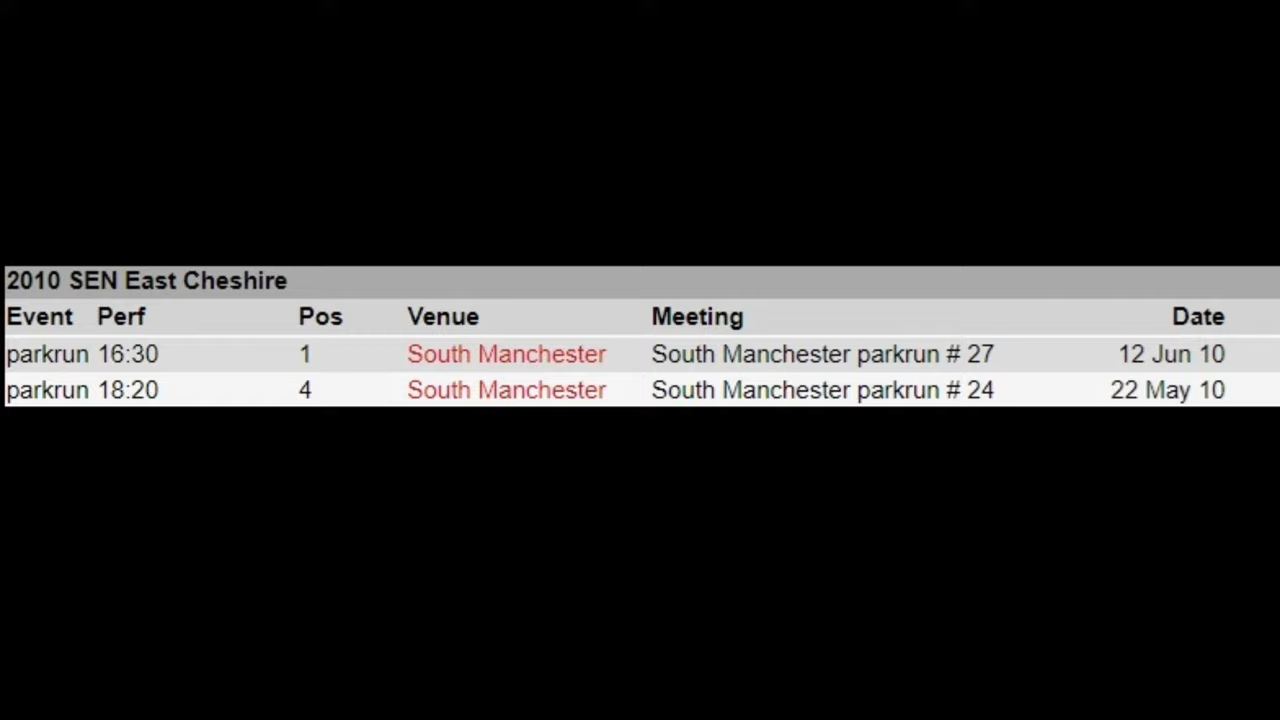 2010 SEN East Cheshire
Event Perf Pos Venue Meeting Date
parkrun 16:30 1 South Manchester South Manchester parkrun # 27 12 Jun 10
parkrun 18:20 4 South Manchester South Manchester parkrun # 24 22 May 10